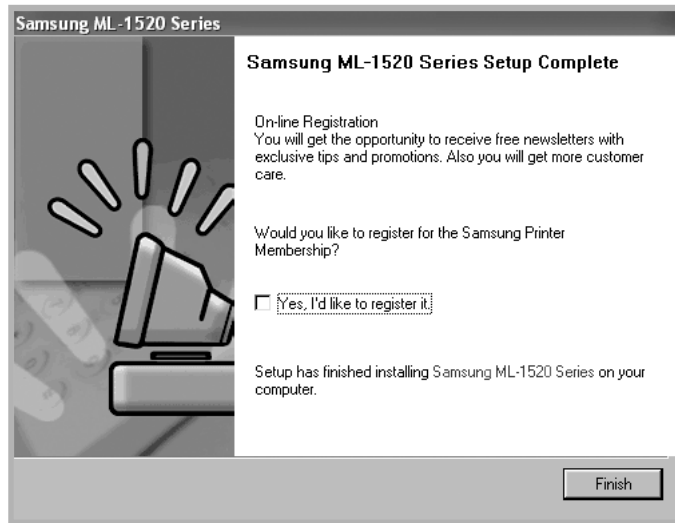 Samsung ML-1520 Series
Samsung ML-1520 Series Setup Complete
On-line Registration
You will get the opportunity to receive free newsletters with
exclusive tips and promotions. Also you will get more customer
care.
Would you like to register for the Samsung Printer
Membership?
Yes, I'd like to register it.
Setup has finished installing Samsung ML-1520 Series on your
computer.
Finish